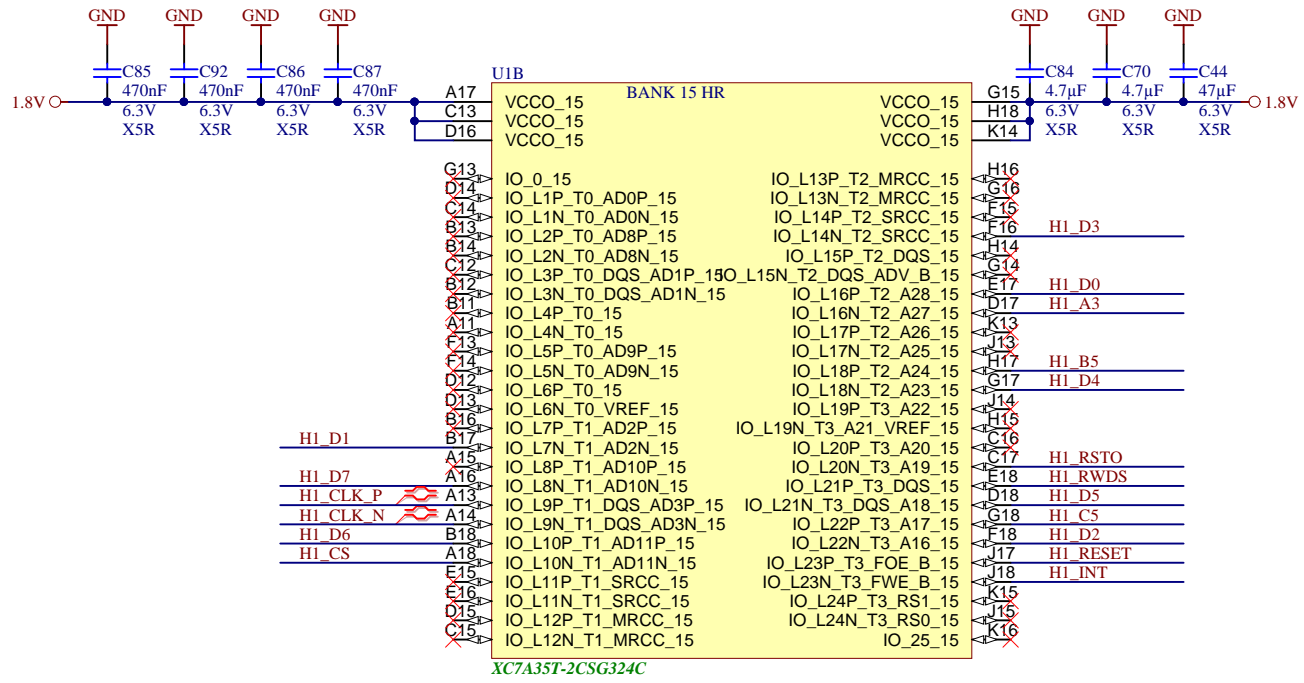 GND GND GND GND GND GND GND
C85 C92 C86 C87 U1B C84 C70 C44
470nF 470nF 470nF 470nF BANK 15 HR 4.7µF 4.7µF 47µF
1.8V A17 VCCO_15 VCCO_15 G15 1.8V
6.3V 6.3V 6.3V 6.3V C13 VCCO_15 VCCO_15 H18 6.3V 6.3V 6.3V
X5R X5R X5R X5R D16 VCCO_15 VCCO_15 K14 X5R X5R X5R
G13 IO_0_15 IO_L13P_T2_MRCC_15 H16
D14 IO_L1P_T0_AD0P_15 IO_L13N_T2_MRCC_15 G16
C14 IO_L1N_T0_AD0N_15 IO_L14P_T2_SRCC_15 F15
B13 IO_L2P_T0_AD8P_15 IO_L14N_T2_SRCC_15 F16 H1_D3
B14 IO_L2N_T0_AD8N_15 IO_L15P_T2_DQS_15 H14
C12 IO_L3P_T0_DQS_AD1P_15 IO_L15N_T2_DQS_ADV_B_15 G14
B12 IO_L3N_T0_DQS_AD1N_15 IO_L16P_T2_A28_15 E17 H1_D0
B11 IO_L4P_T0_15 IO_L16N_T2_A27_15 D17 H1_A3
A11 IO_L4N_T0_15 IO_L17P_T2_A26_15 K13
F13 IO_L5P_T0_AD9P_15 IO_L17N_T2_A25_15 J13
F14 IO_L5N_T0_AD9N_15 IO_L18P_T2_A24_15 H17 H1_B5
D12 IO_L6P_T0_15 IO_L18N_T2_A23_15 G17 H1_D4
D13 IO_L6N_T0_VREF_15 IO_L19P_T3_A22_15 J14
B16 IO_L7P_T1_AD2P_15 IO_L19N_T3_A21_VREF_15 H15
H1_D1 B17 IO_L7N_T1_AD2N_15 IO_L20P_T3_A20_15 C16
A15 IO_L8P_T1_AD10P_15 IO_L20N_T3_A19_15 C17 H1_RSTO
H1_D7 A16 IO_L8N_T1_AD10N_15 IO_L21P_T3_DQS_15 E18 H1_RWDS
H1_CLK_P A13 IO_L9P_T1_DQS_AD3P_15 IO_L21N_T3_DQS_A18_15 D18 H1_D5
H1_CLK_N A14 IO_L9N_T1_DQS_AD3N_15 IO_L22P_T3_A17_15 G18 H1_C5
H1_D6 B18 IO_L10P_T1_AD11P_15 IO_L22N_T3_A16_15 F18 H1_D2
H1_CS A18 IO_L10N_T1_AD11N_15 IO_L23P_T3_FOE_B_15 J17 H1_RESET
E15 IO_L11P_T1_SRCC_15 IO_L23N_T3_FWE_B_15 J18 H1_INT
E16 IO_L11N_T1_SRCC_15 IO_L24P_T3_RS1_15 K15
D15 IO_L12P_T1_MRCC_15 IO_L24N_T3_RS0_15 J15
C15 IO_L12N_T1_MRCC_15 IO_25_15 K16
XC7A35T-2CSG324C